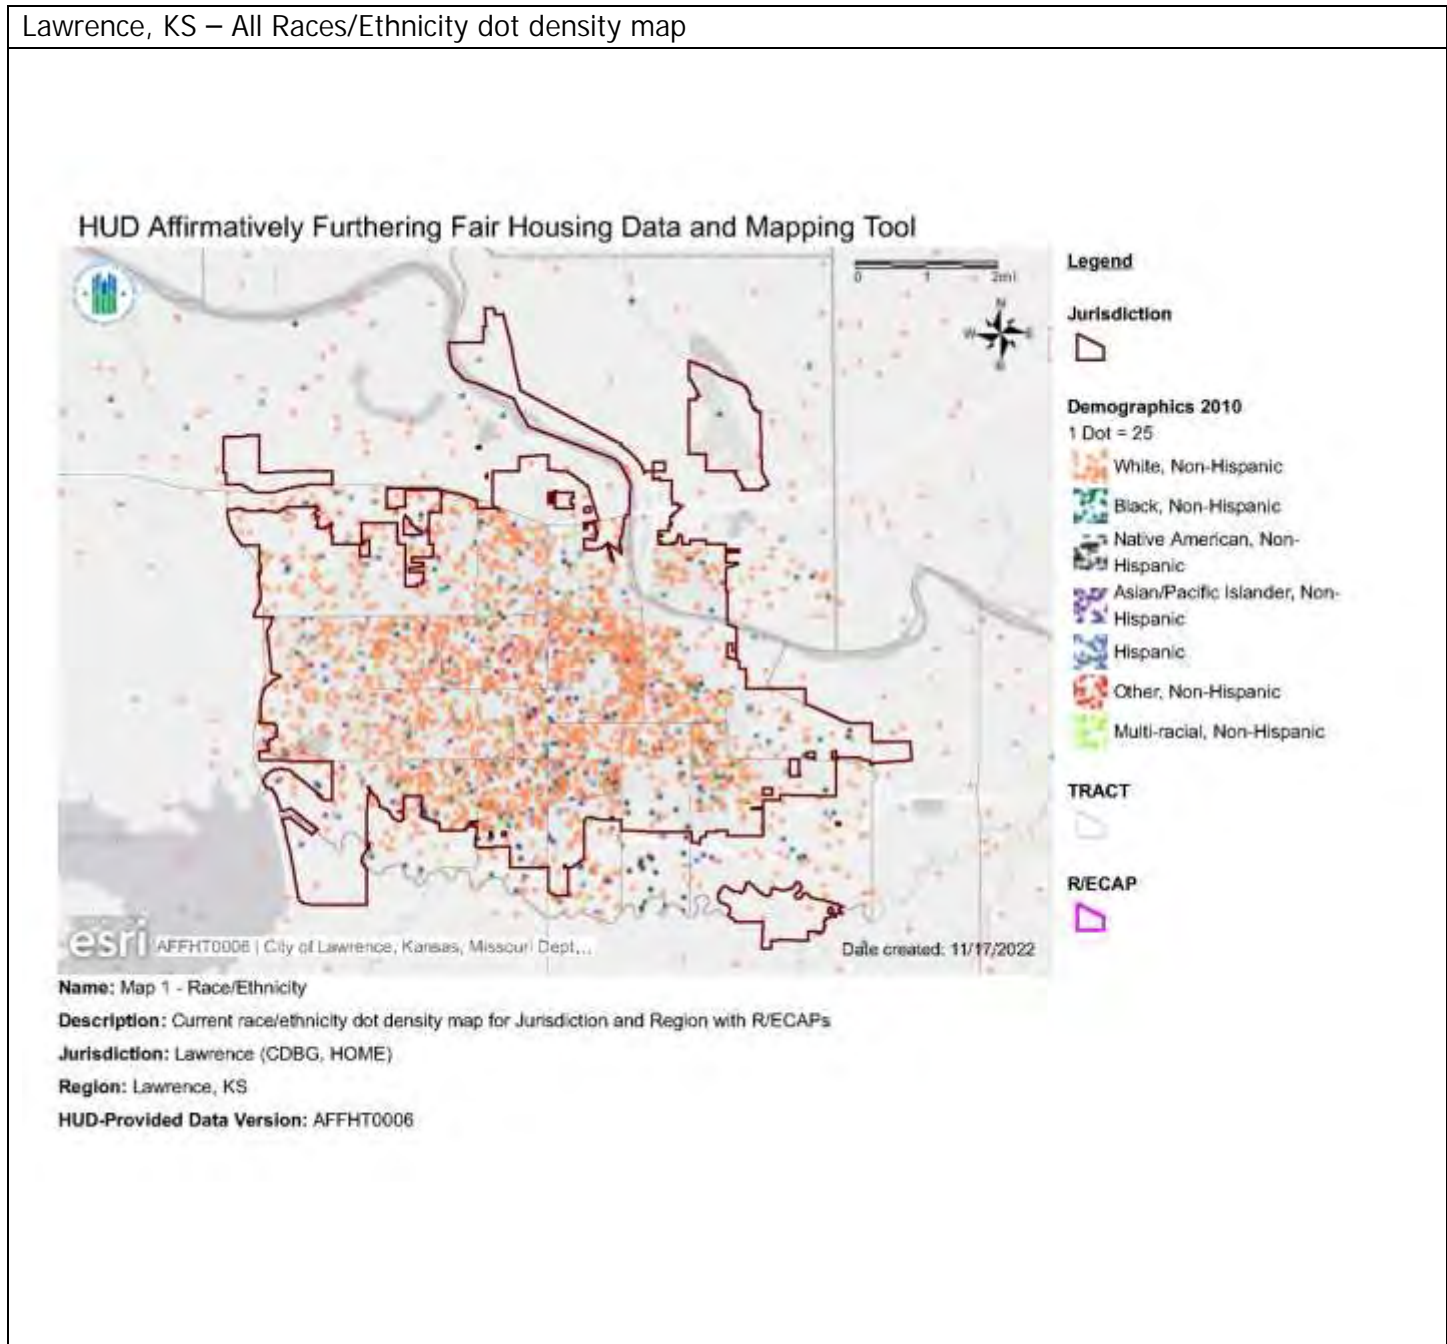 Lawrence, KS – All Races/Ethnicity dot density map
HUD Affirmatively Furthering Fair Housing Data and Mapping Tool
0 1 2mi
N
W E
S
Legend
Jurisdiction
Demographics 2010
1 Dot = 25
White, Non-Hispanic
Black, Non-Hispanic
Native American, Non-
Hispanic
Asian/Pacific Islander, Non-
Hispanic
Hispanic
Other, Non-Hispanic
Multi-racial, Non-Hispanic
TRACT
R/ECAP
esri AFFHT0006 | City of Lawrence, Kansas, Missouri Dept...
Date created: 11/17/2022
Name: Map 1 - Race/Ethnicity
Description: Current race/ethnicity dot density map for Jurisdiction and Region with R/ECAPs
Jurisdiction: Lawrence (CDBG, HOME)
Region: Lawrence, KS
HUD-Provided Data Version: AFFHT0006